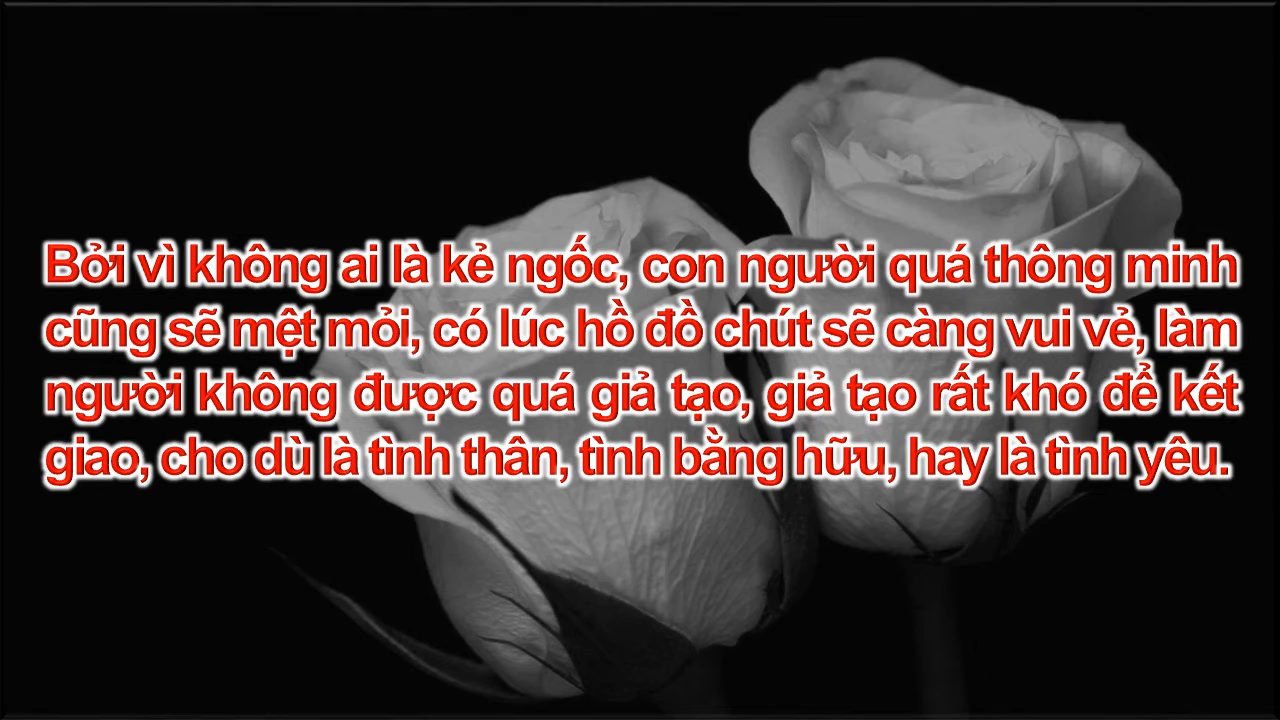 Bởi vì không ai là kẻ ngốc, con người quá thông minh
cũng sẽ mệt mỏi, có lúc hồ đồ chút sẽ càng vui vẻ, làm
người không được quá giả tạo, giả tạo rất khó để kết
giao, cho dù là tình thân, tình bằng hữu, hay là tình yêu.